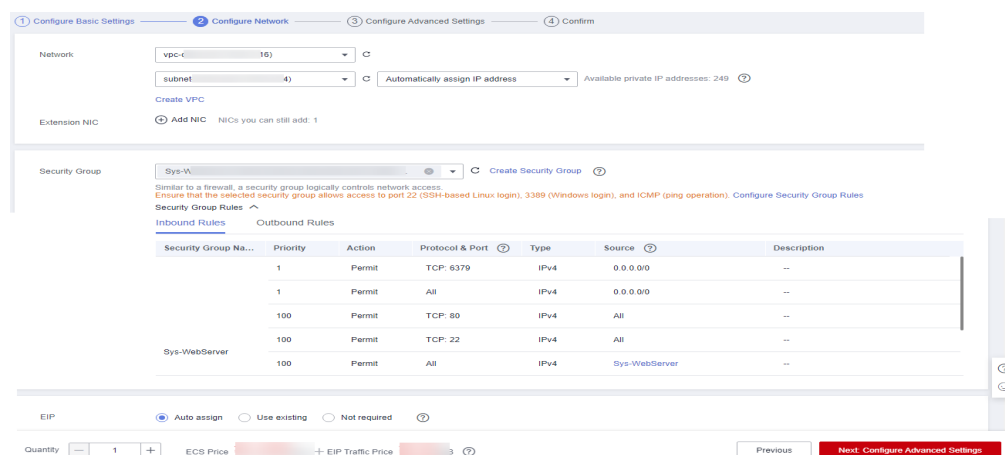 1 Configure Basic Settings 2 Configure Network 3 Configure Advanced Settings 4 Confirm
Network vpc- 16)
subnet 4) Automatically assign IP address Available private IP addresses: 249 ?
Create VPC
Extension NIC Add NIC NICs you can still add: 1
Security Group Sys-W Create Security Group ?
Similar to a firewall, a security group logically controls network access.
Ensure that the selected security group allows access to port 22 (SSH-based Linux login), 3389 (Windows login), and ICMP (ping operation). Configure Security Group Rules
Security Group Rules
Inbound Rules Outbound Rules
Security Group Na... Priority Action Protocol & Port ? Type Source ? Description
1 Permit TCP: 6379 IPv4 0.0.0.0/0 --
1 Permit All IPv4 0.0.0.0/0 --
100 Permit TCP: 80 IPv4 All --
Sys-WebServer
100 Permit TCP: 22 IPv4 All --
100 Permit All IPv4 Sys-WebServer --
EIP Auto assign Use existing Not required ?
Quantity − 1 + ECS Price + EIP Traffic Price 3 ? Previous Next: Configure Advanced Settings